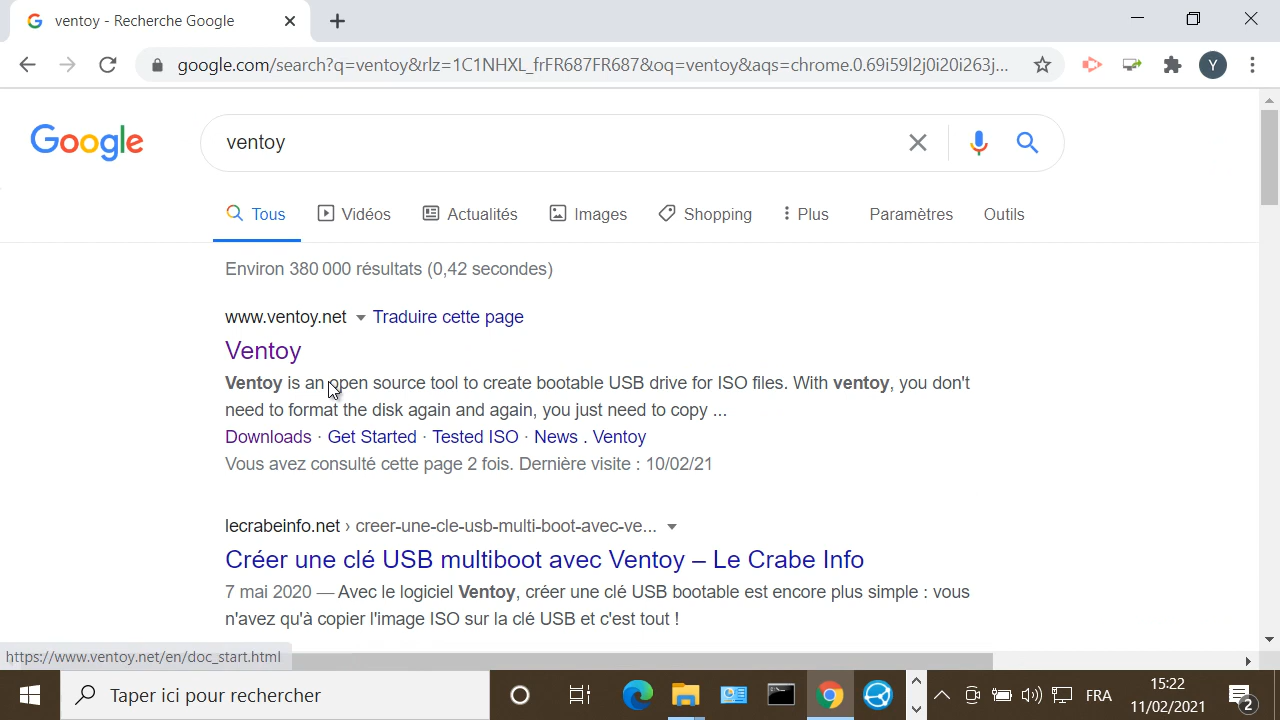 ventoy - Recherche Google
google.com/search?q=ventoy&rlz=1C1NHXL_frFR687FR687&oq=ventoy&aqs=chrome.0.69i59l2j0i20i263j...
Y
Google
ventoy
Tous Vidéos Actualités Images Shopping Plus Paramètres Outils
Environ 380 000 résultats (0,42 secondes)
www.ventoy.net Traduire cette page
Ventoy
Ventoy is an open source tool to create bootable USB drive for ISO files. With ventoy, you don't
need to format the disk again and again, you just need to copy ...
Downloads · Get Started · Tested ISO · News . Ventoy
Vous avez consulté cette page 2 fois. Dernière visite : 10/02/21
lecrabeinfo.net › creer-une-cle-usb-multi-boot-avec-ve...
Créer une clé USB multiboot avec Ventoy – Le Crabe Info
7 mai 2020 — Avec le logiciel Ventoy, créer une clé USB bootable est encore plus simple : vous
n'avez qu'à copier l'image ISO sur la clé USB et c'est tout !
https://www.ventoy.net/en/doc_start.html
Taper ici pour rechercher
FRA
15:22
11/02/2021
2